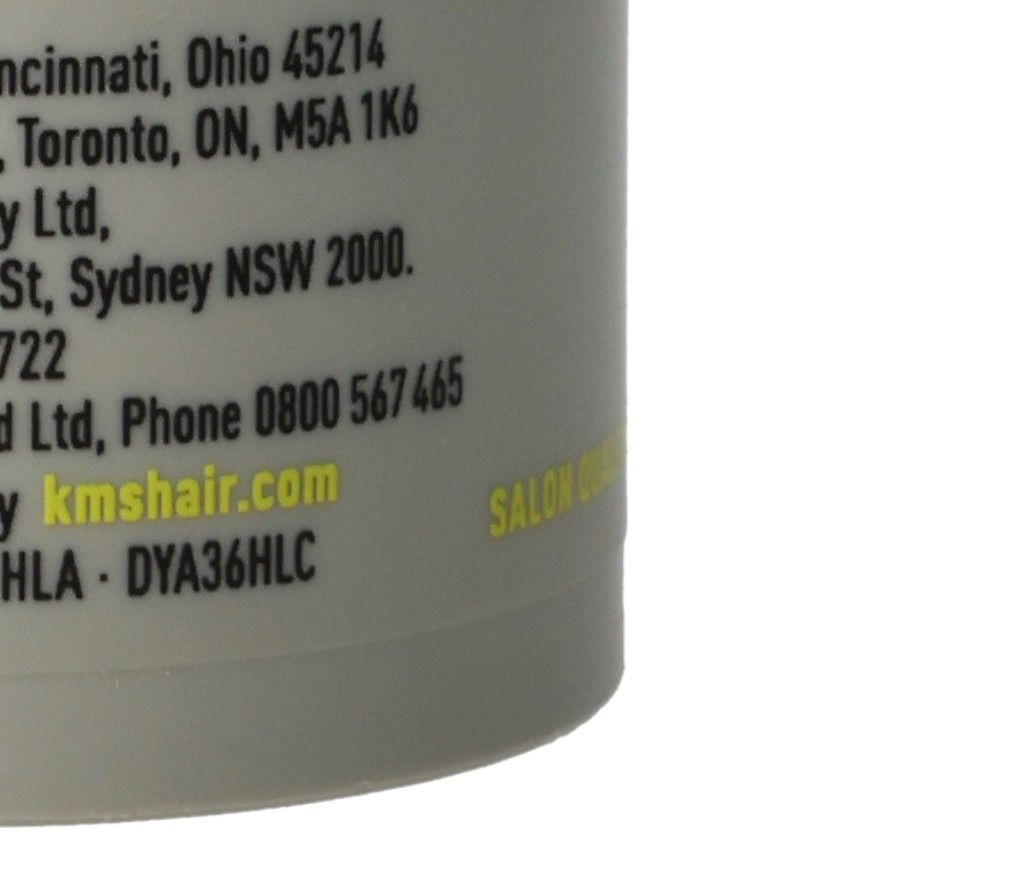 ncinnati, Ohio 45214
, Toronto, ON, M5A 1K6
y Ltd,
St, Sydney NSW 2000.
722
d Ltd, Phone 0800 567 465
y kmshair.com
HLA · DYA36HLC
SALON